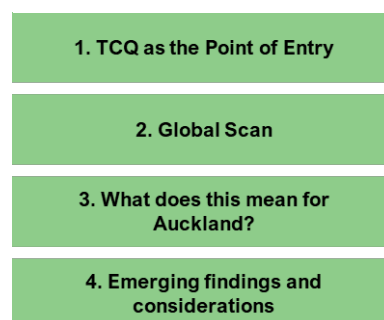 1. TCQ as the Point of Entry
2. Global Scan
3. What does this mean for
Auckland?
4. Emerging findings and
considerations